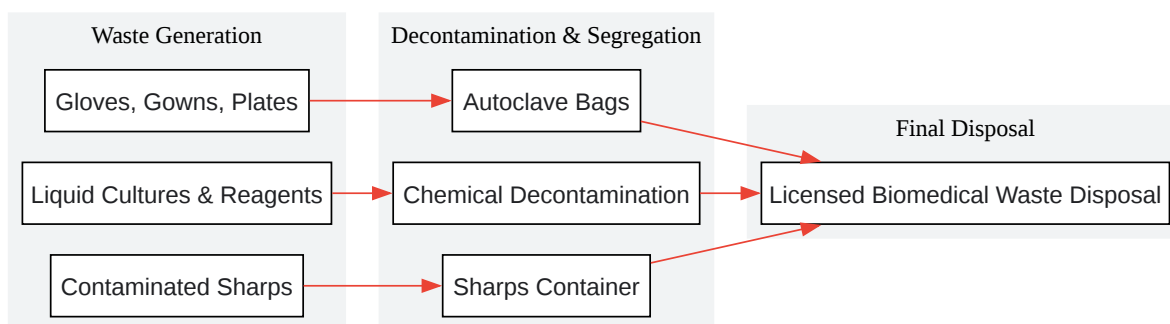 Waste Generation
Gloves, Gowns, Plates
Liquid Cultures & Reagents
Contaminated Sharps
Decontamination & Segregation
Autoclave Bags
Chemical Decontamination
Sharps Container
Final Disposal
Licensed Biomedical Waste Disposal